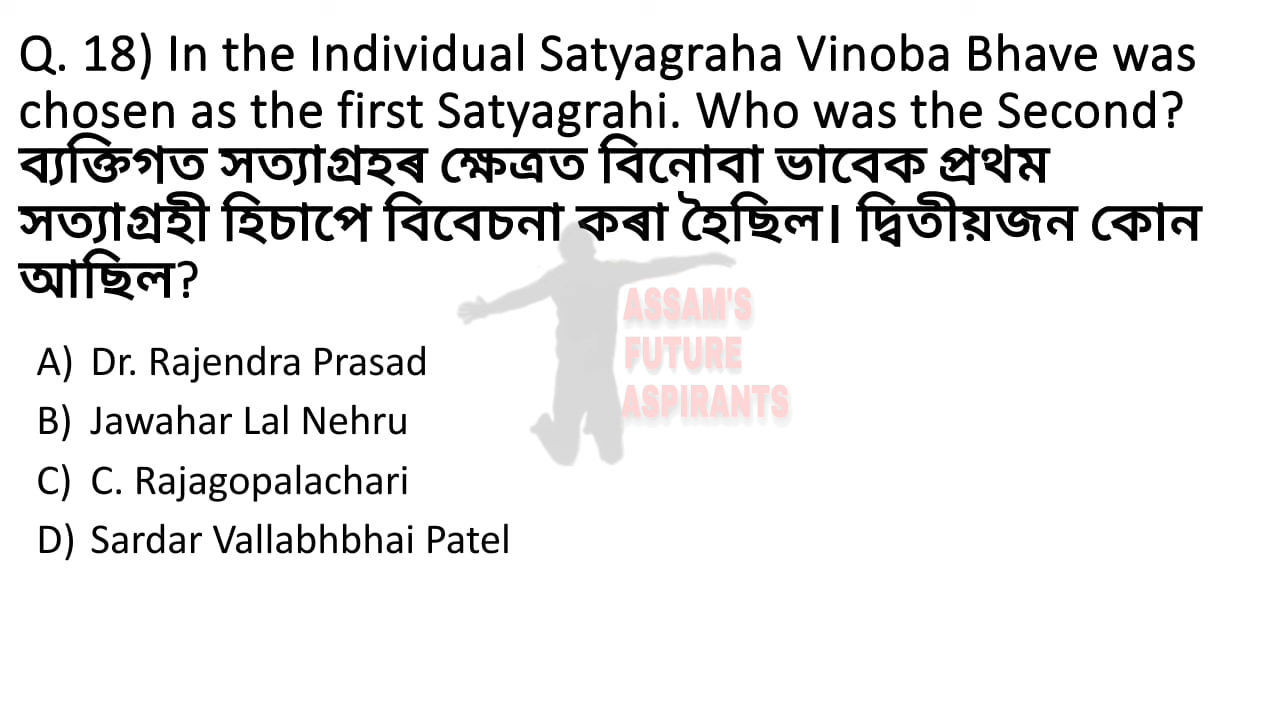 Q. 18) In the Individual Satyagraha Vinoba Bhave was
chosen as the first Satyagrahi. Who was the Second?
ব্যক্তিগত সত্যাগ্ৰহৰ ক্ষেত্ৰত বিনোবা ভাবেক প্ৰথম
সত্যাগ্ৰহী হিচাপে বিবেচনা কৰা হৈছিল। দ্বিতীয়জন কোন
আছিল?
ASSAM'S
FUTURE
ASPIRANTS
A) Dr. Rajendra Prasad
B) Jawahar Lal Nehru
C) C. Rajagopalachari
D) Sardar Vallabhbhai Patel